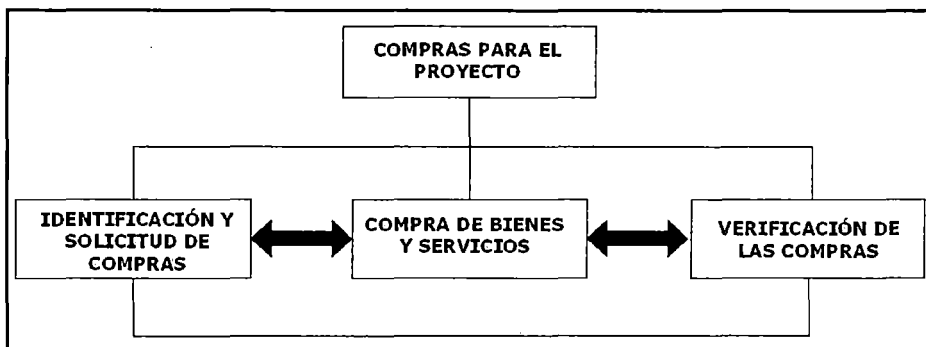 COMPRAS PARA EL
PROYECTO
IDENTIFICACIÓN Y
SOLICITUD DE
COMPRAS
COMPRA DE BIENES
Y SERVICIOS
VERIFICACIÓN DE
LAS COMPRAS